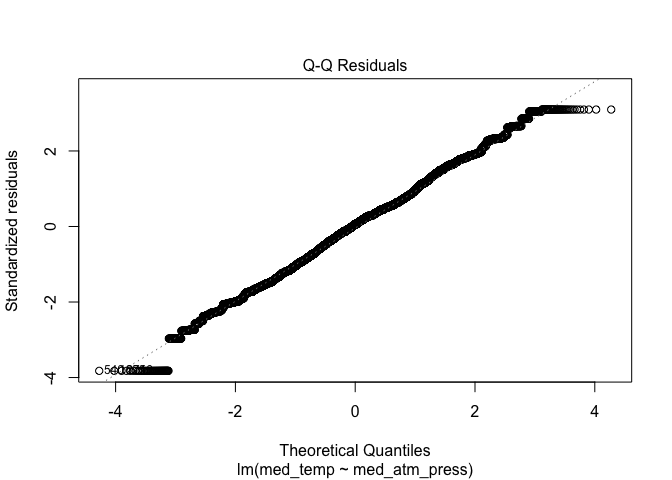 Q-Q Residuals
Standardized residuals
2
0
-2
-4
-4
-2
0
2
4
Theoretical Quantiles
lm(med_temp ~ med_atm_press)